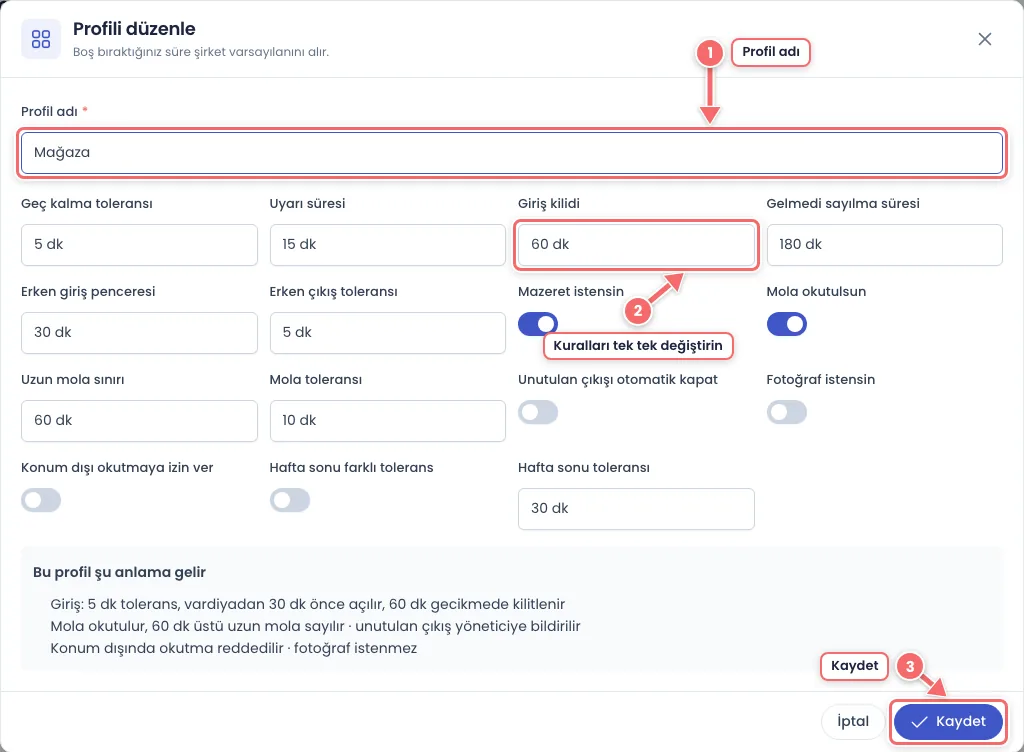 Profili düzenle
Boş bıraktığınız süre şirket varsayılanını alır.
1
Profil adı
Profil adı *
Mağaza
Geç kalma toleransı
Uyarı süresi
Giriş kilidi
Gelmedi sayılma süresi
5 dk
15 dk
60 dk
180 dk
Erken giriş penceresi
Erken çıkış toleransı
Mazeret istensin
Mola okutulsun
30 dk
5 dk
2
Kuralları tek tek değiştirin
Uzun mola sınırı
Mola toleransı
Unutulan çıkışı otomatik kapat
Fotoğraf istensin
60 dk
10 dk
Konum dışı okutmaya izin ver
Hafta sonu farklı tolerans
Hafta sonu toleransı
30 dk
Bu profil şu anlama gelir
Giriş: 5 dk tolerans, vardiyadan 30 dk önce açılır, 60 dk gecikmede kilitlenir
Mola okutulur, 60 dk üstü uzun mola sayılır · unutulan çıkış yöneticiye bildirilir
Konum dışında okutma reddedilir · fotoğraf istenmez
Kaydet
3
İptal
Kaydet